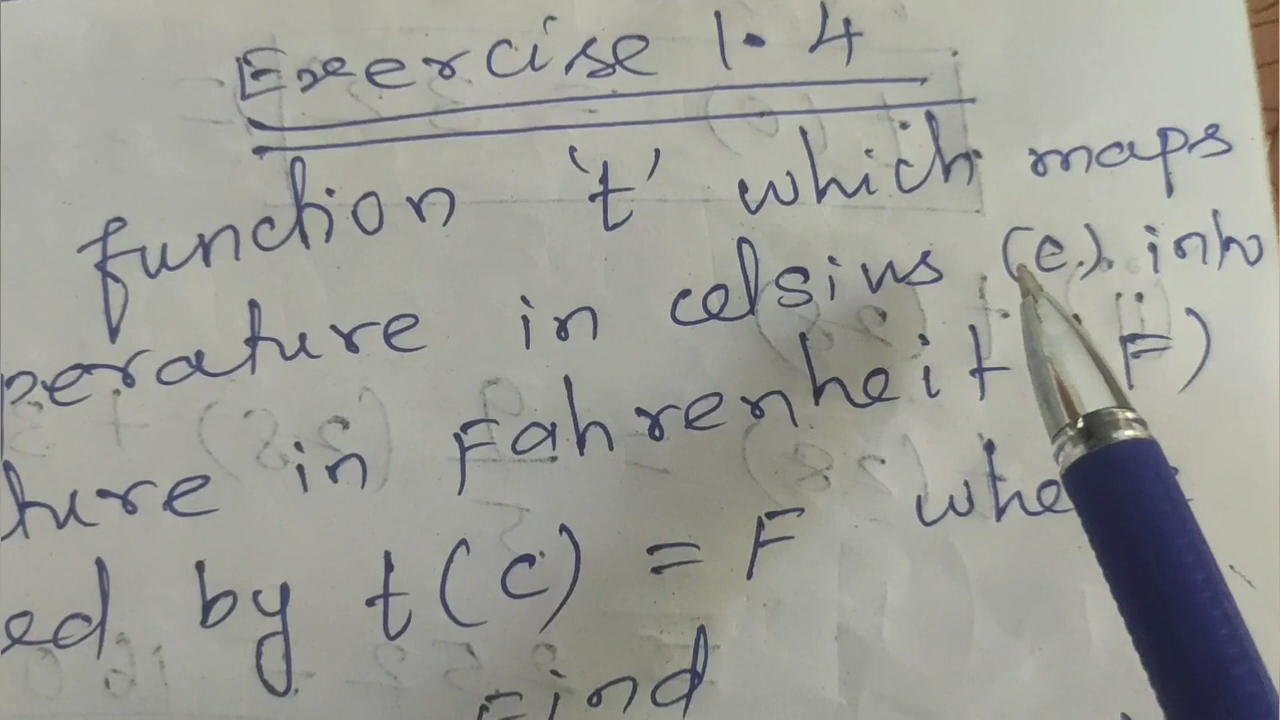 Exercise 1.4
function 't' which maps
perature in celsius (c) into
ture in Fahrenheit F)
ed by t(c) = F whe
Find